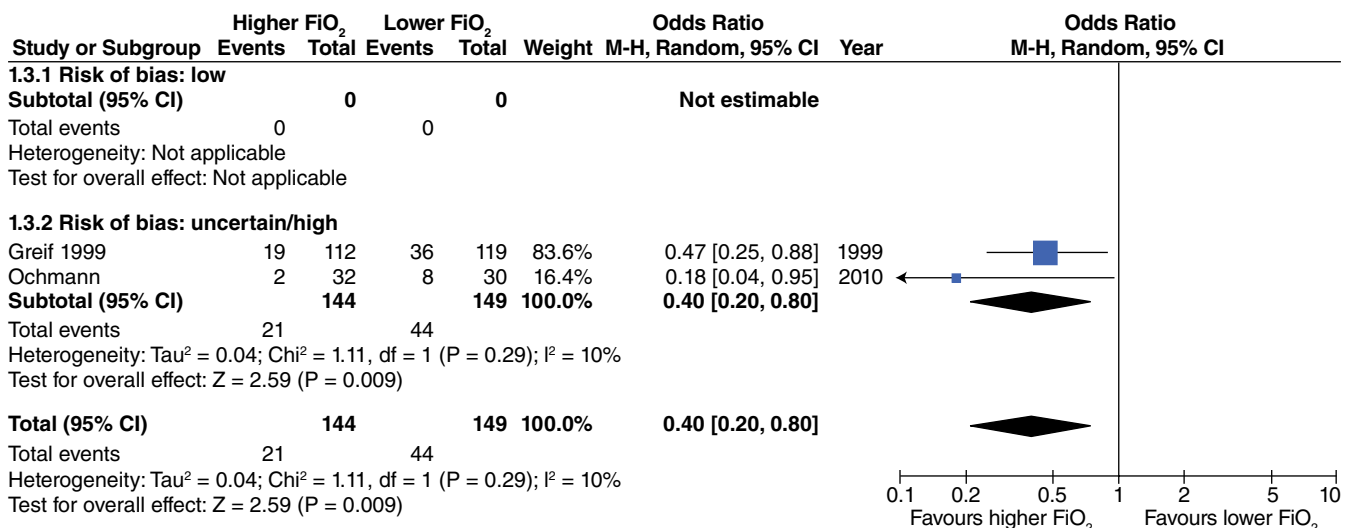 Higher FiO₂ Lower FiO₂ Odds Ratio Odds Ratio
Study or Subgroup Events Total Events Total Weight M-H, Random, 95% CI Year M-H, Random, 95% CI
1.3.1 Risk of bias: low
Subtotal (95% CI) 0 0 Not estimable
Total events 0 0
Heterogeneity: Not applicable
Test for overall effect: Not applicable
1.3.2 Risk of bias: uncertain/high
Greif 1999 19 112 36 119 83.6% 0.47 [0.25, 0.88] 1999
Ochmann 2 32 8 30 16.4% 0.18 [0.04, 0.95] 2010
Subtotal (95% CI) 144 149 100.0% 0.40 [0.20, 0.80]
Total events 21 44
Heterogeneity: Tau² = 0.04; Chi² = 1.11, df = 1 (P = 0.29); I² = 10%
Test for overall effect: Z = 2.59 (P = 0.009)
Total (95% CI) 144 149 100.0% 0.40 [0.20, 0.80]
Total events 21 44
Heterogeneity: Tau² = 0.04; Chi² = 1.11, df = 1 (P = 0.29); I² = 10%
Test for overall effect: Z = 2.59 (P = 0.009)
0.1 0.2 0.5 1 2 5 10
Favours higher FiO₂ Favours lower FiO₂